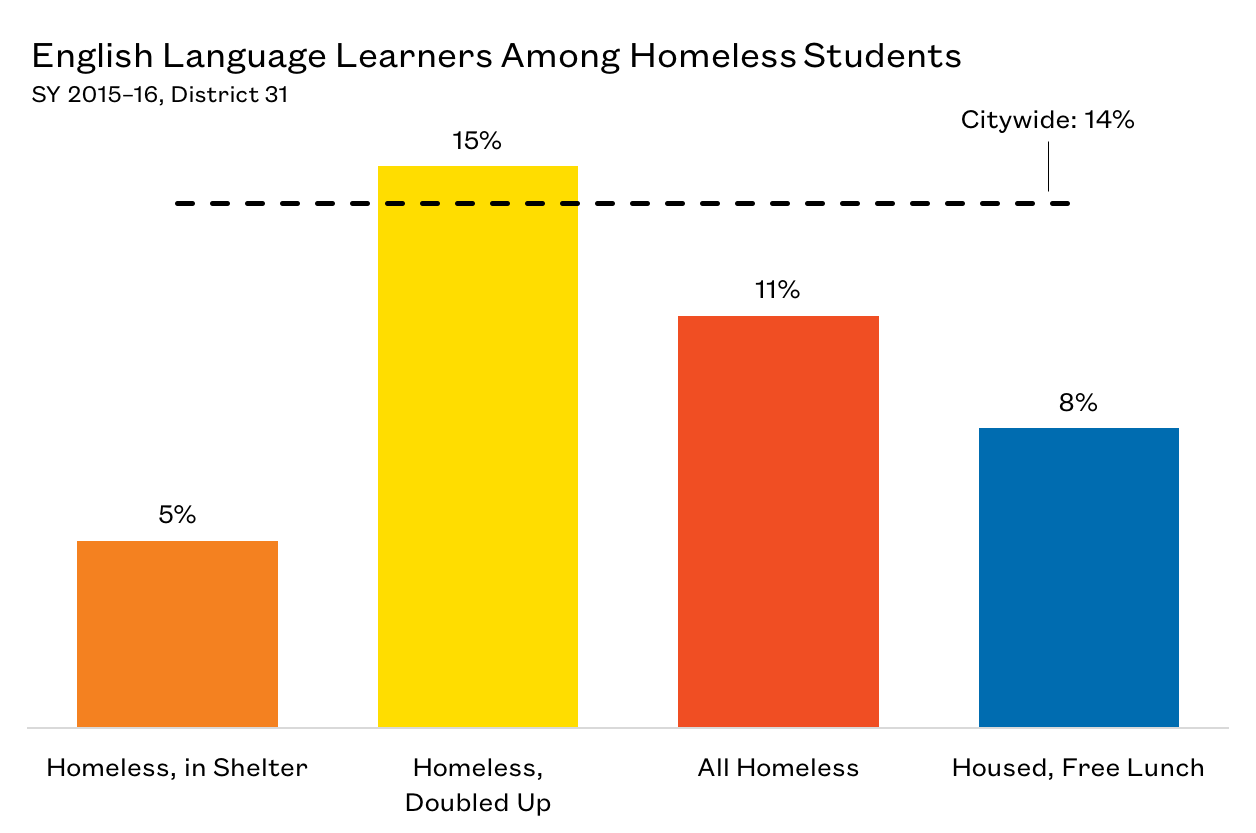 English Language Learners Among Homeless Students
SY 2015–16, District 31
Citywide: 14%
15%
11%
8%
5%
Homeless, in Shelter
Homeless,
Doubled Up
All Homeless
Housed, Free Lunch